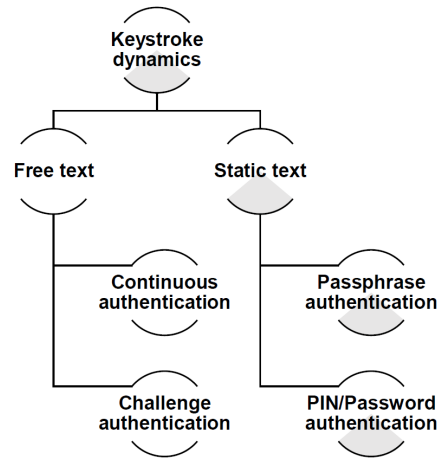 Keystroke
dynamics
Free text
Static text
Continuous
authentication
Passphrase
authentication
Challenge
authentication
PIN/Password
authentication